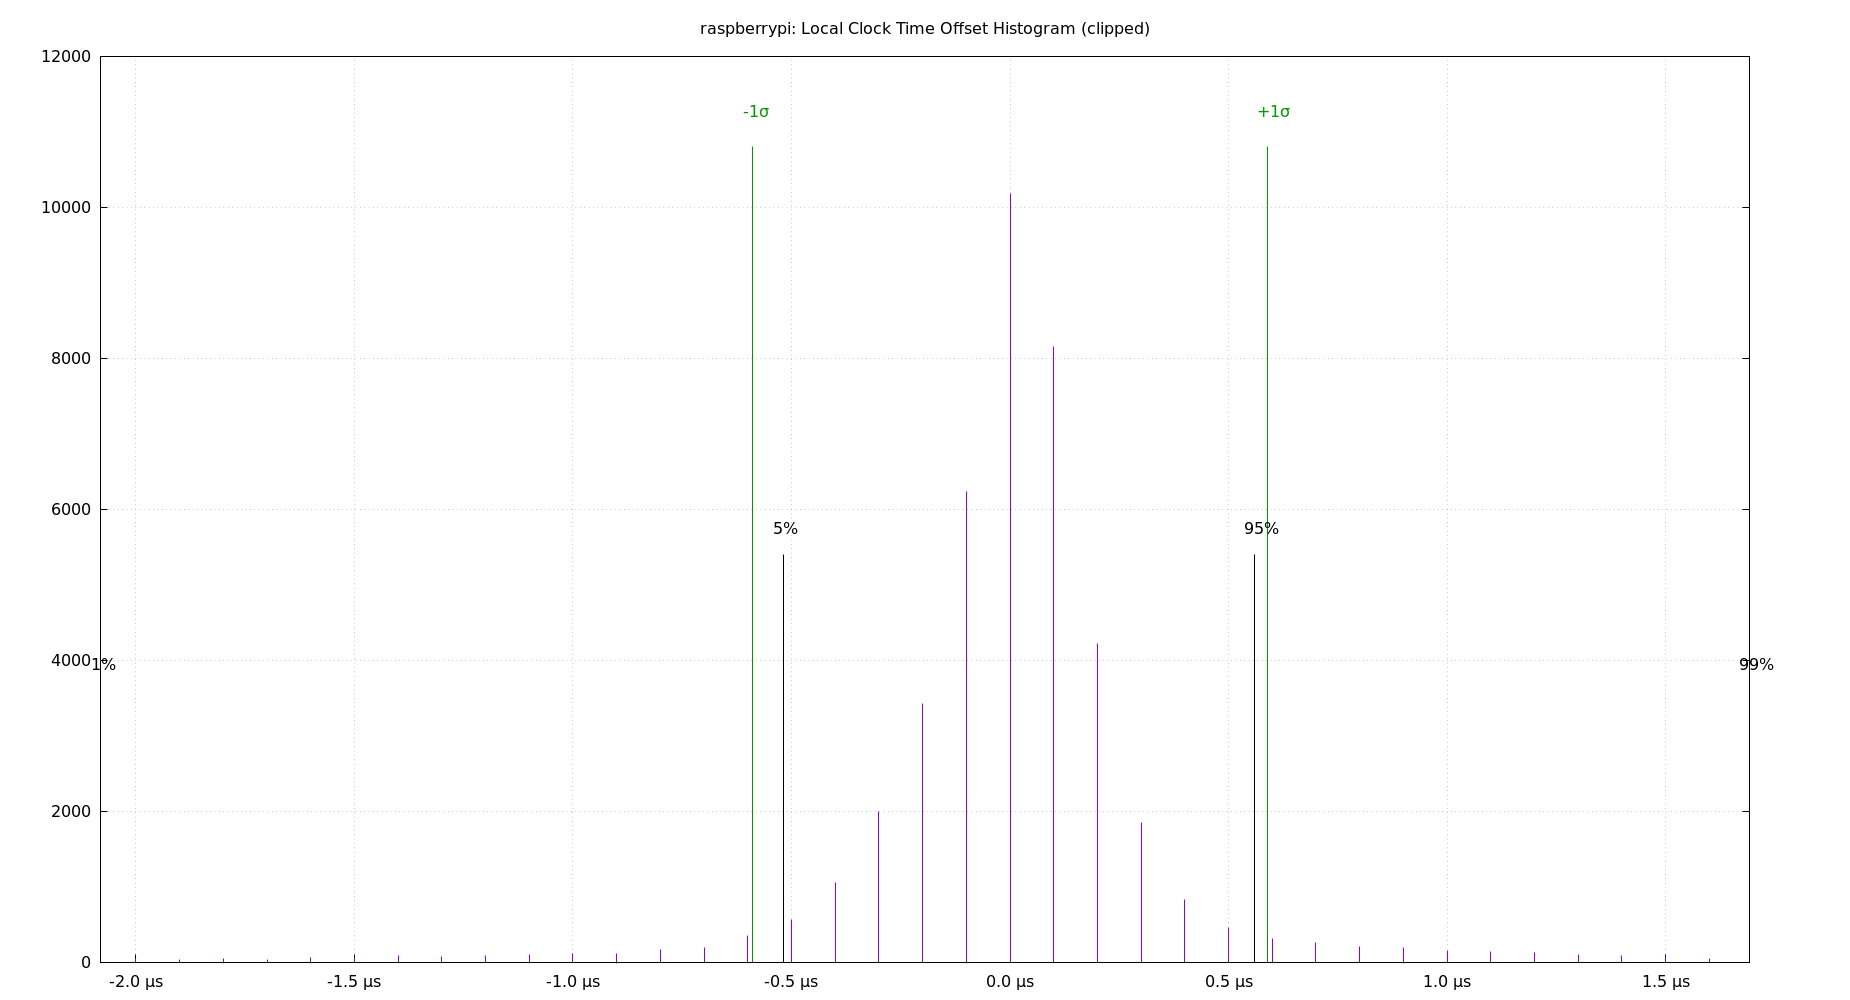 raspberrypi: Local Clock Time Offset Histogram (clipped)
12000
-1σ
+1σ
10000
8000
6000
5%
95%
4000
1%
99%
2000
0
-2.0 µs
-1.5 µs
-1.0 µs
-0.5 µs
0.0 µs
0.5 µs
1.0 µs
1.5 µs